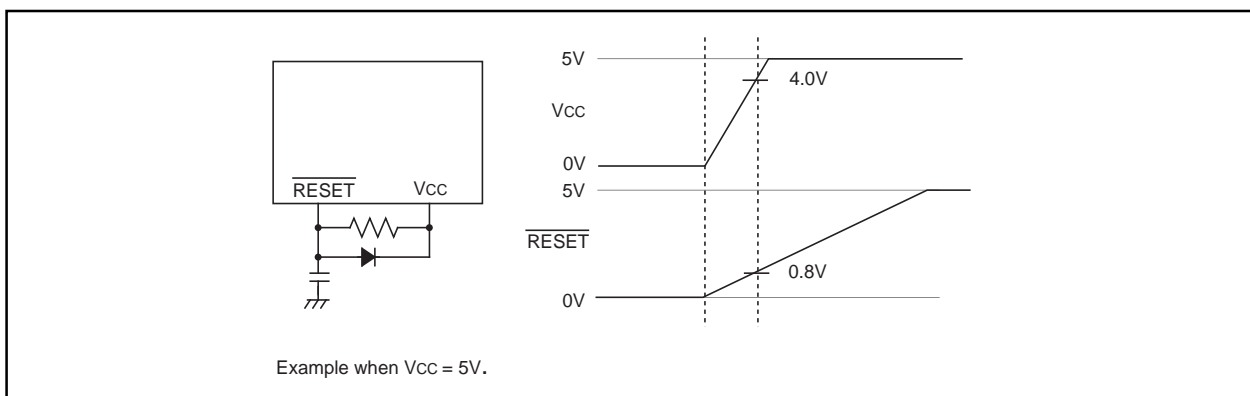 RESET
VCC
5V
4.0V
VCC
0V
5V
RESET
0.8V
0V
Example when VCC = 5V.